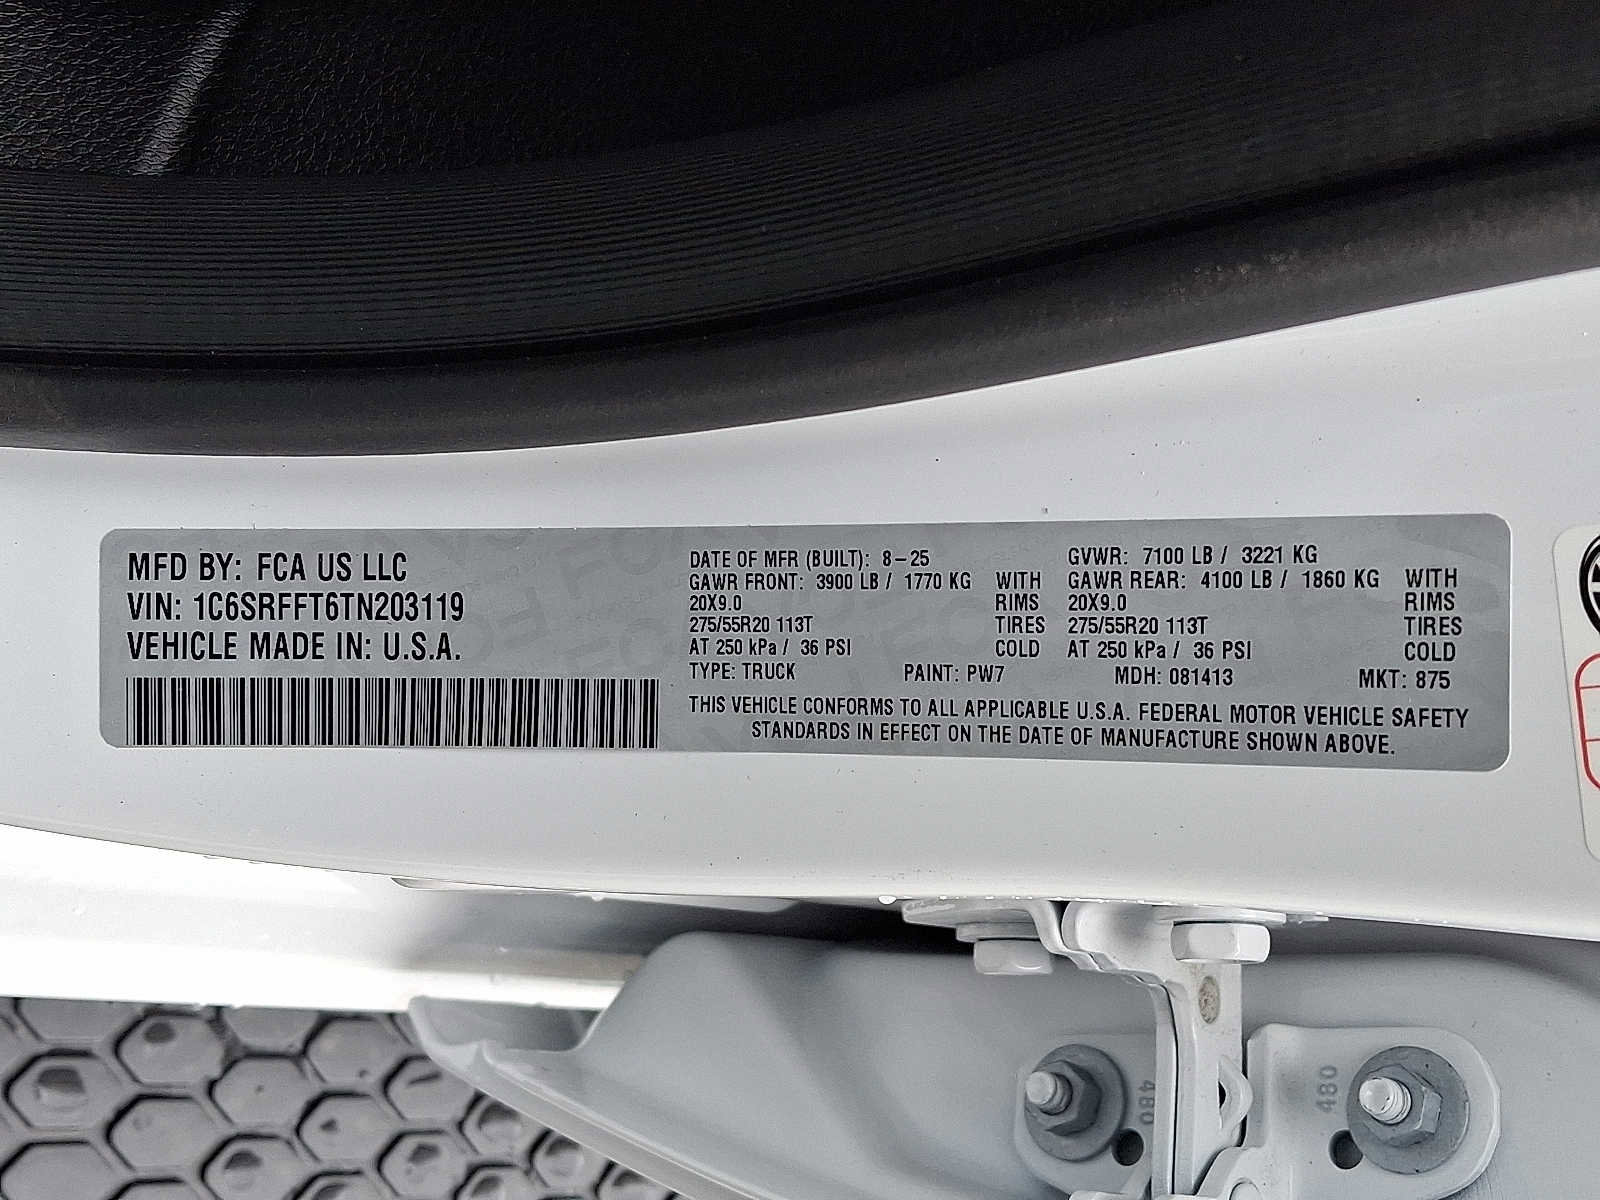 MFD BY: FCA US LLC
VIN: 1C6SRFFT6TN203119
VEHICLE MADE IN: U.S.A.
DATE OF MFR (BUILT): 8-25 GVWR: 7100 LB / 3221 KG
GAWR FRONT: 3900 LB / 1770 KG WITH GAWR REAR: 4100 LB / 1860 KG WITH
20X9.0 RIMS 20X9.0 RIMS
275/55R20 113T TIRES 275/55R20 113T TIRES
AT 250 kPa / 36 PSI COLD AT 250 kPa / 36 PSI COLD
TYPE: TRUCK PAINT: PW7 MDH: 081413 MKT: 875
THIS VEHICLE CONFORMS TO ALL APPLICABLE U.S.A. FEDERAL MOTOR VEHICLE SAFETY
STANDARDS IN EFFECT ON THE DATE OF MANUFACTURE SHOWN ABOVE.
480
480